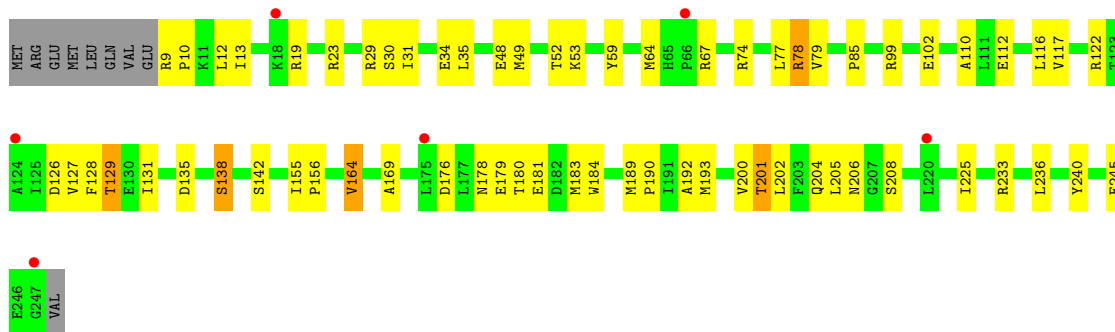 MET ARG GLU MET LEU GLN VAL GLU R9 P10 K11 L12 I13 K18 R19 R23 R29 S30 I31 E34 L35 E48 M49 T52 K53 Y59 M64 H65 P66 R67 R74 L77 R78 V79 P85 R99 E102 A110 L111 E112 L116 V117 R122 T123
A124 I125 D126 V127 F128 T129 E130 I131 D135 S138 S142 I155 P156 V164 A169 L175 D176 L177 N178 E179 T180 E181 D182 M183 W184 M189 P190 I191 A192 M193 V200 T201 L202 F203 Q204 L205 N206 G207 S208 L220 I225 R233 L236 Y240
E246 G247 VAL